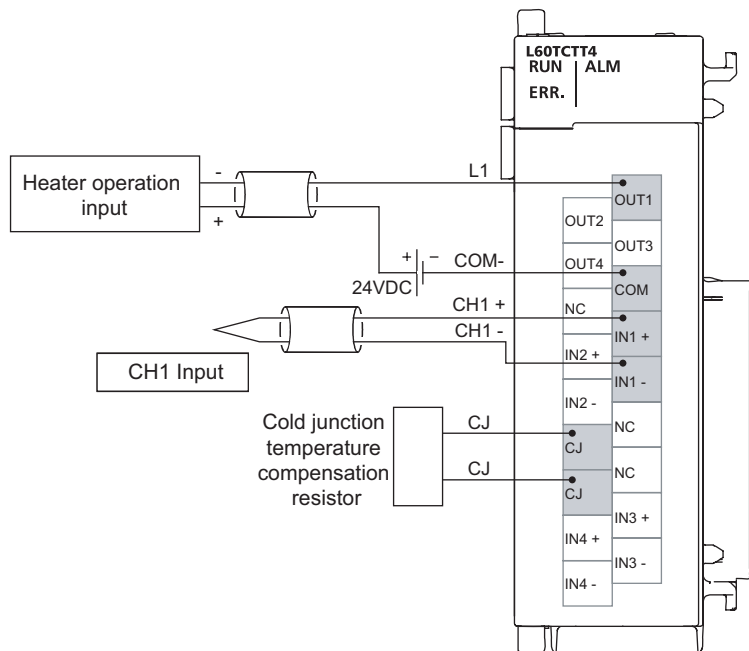 L60TCTT4
RUN ALM
ERR.
Heater operation
input
-
+
L1
+ –
24VDC
COM-
CH1 +
CH1 -
CH1 Input
Cold junction
temperature
compensation
resistor
CJ
CJ
OUT1
OUT2
OUT3
OUT4
COM
NC
IN1 +
IN2 +
IN1 -
IN2 -
NC
CJ
NC
CJ
IN3 +
IN4 +
IN3 -
IN4 -